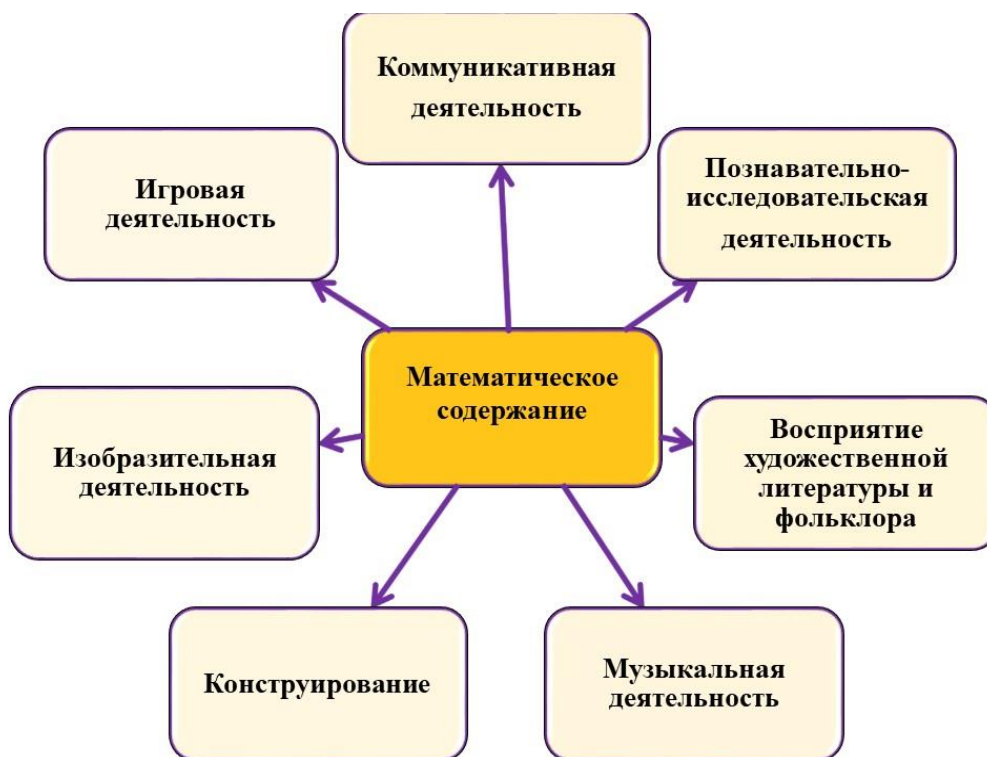 Коммуникативная
деятельность
Игровая
деятельность
Познавательно-
исследовательская
деятельность
Математическое
содержание
Изобразительная
деятельность
Восприятие
художественной
литературы и
фольклора
Конструирование
Музыкальная
деятельность